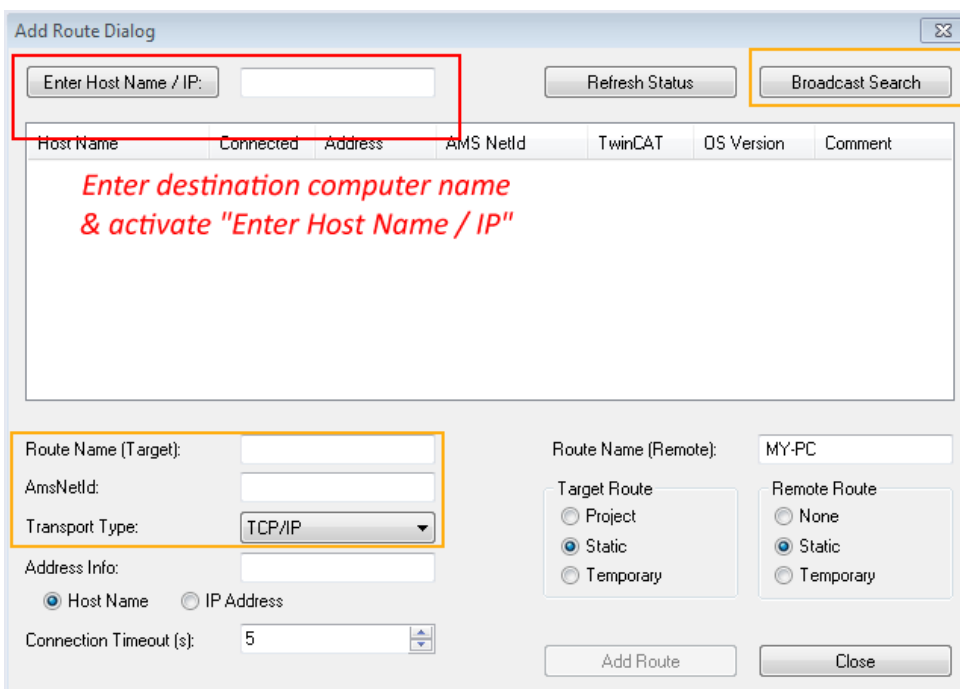 Add Route Dialog
Enter Host Name / IP:
Refresh Status
Broadcast Search
Host Name Connected Address AMS NetId TwinCAT OS Version Comment
Enter destination computer name
& activate "Enter Host Name / IP"
Route Name (Target):
AmsNetId:
Transport Type: TCP/IP
Address Info:
Host Name IP Address
Connection Timeout (s): 5
Route Name (Remote): MY-PC
Target Route
Project
Static
Temporary
Remote Route
None
Static
Temporary
Add Route
Close